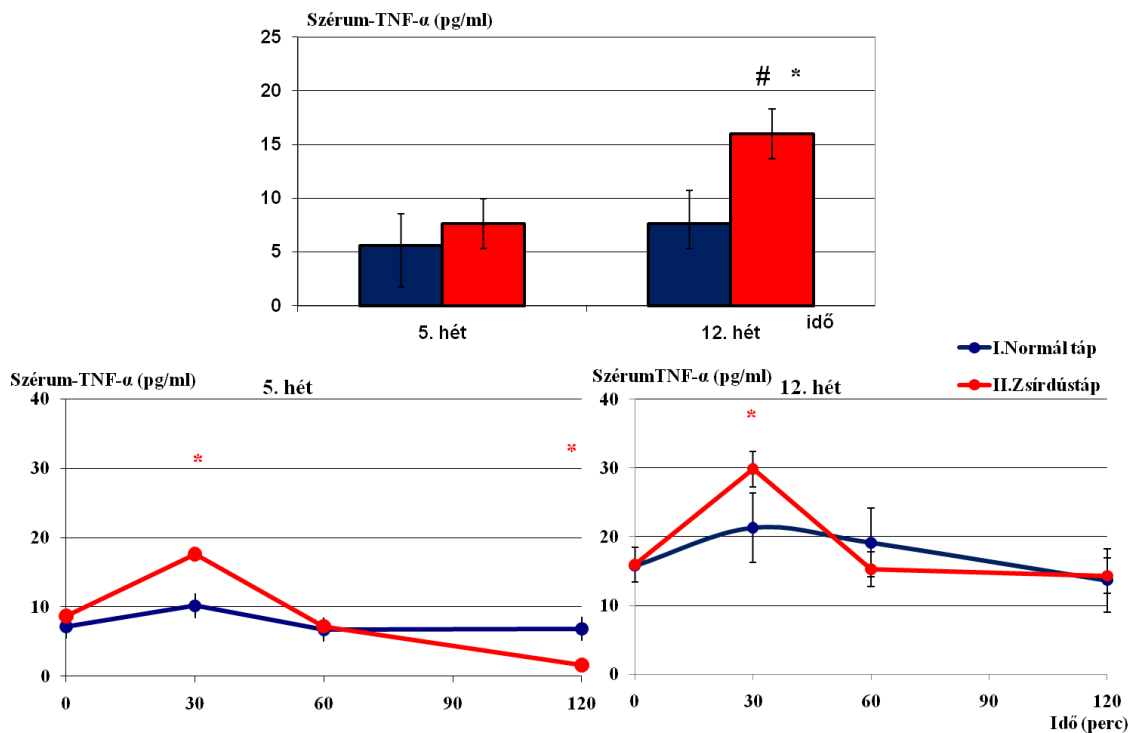 Szérum-TNF-α (pg/ml)
25
# *
20
15
10
5
0
5. hét 12. hét idő
I.Normál táp
II.Zsírdústáp
Szérum-TNF-α (pg/ml) 5. hét
40
30
* *
20
10
0
0 30 60 90 120
SzérumTNF-α (pg/ml) 12. hét
40
*
30
20
10
0
0 30 60 90 120
Idő (perc)